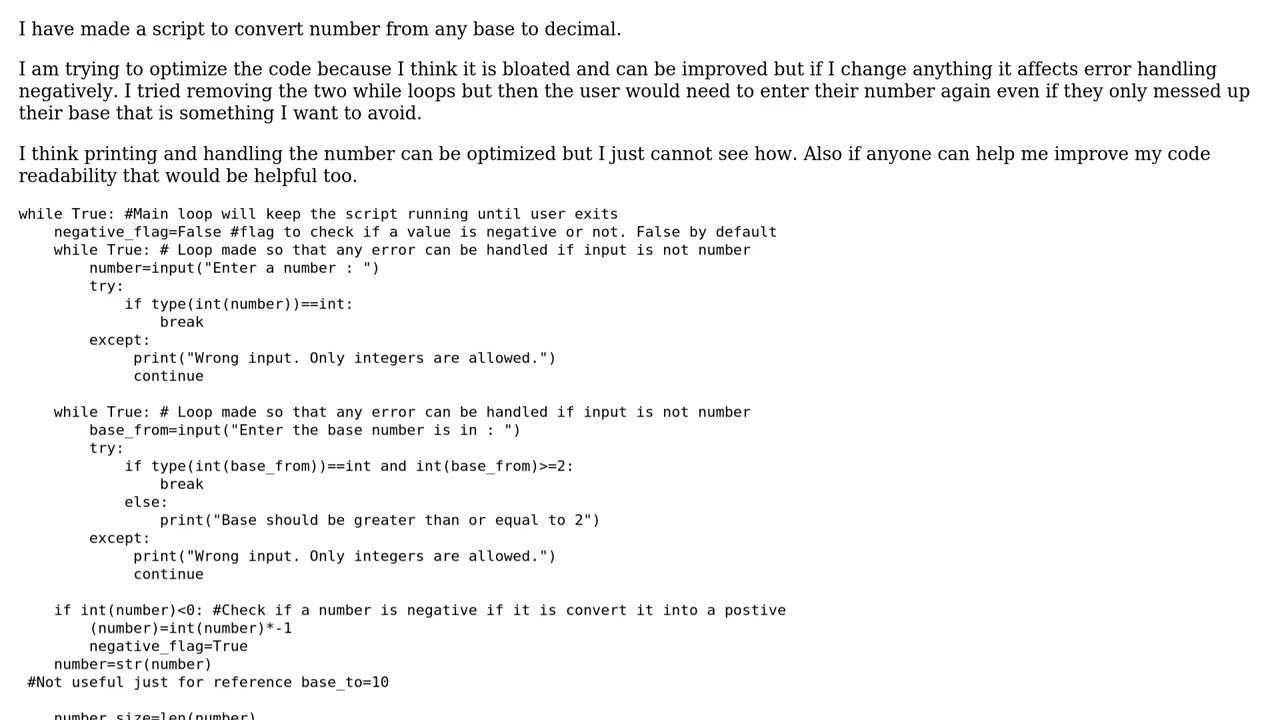 I have made a script to convert number from any base to decimal.
I am trying to optimize the code because I think it is bloated and can be improved but if I change anything it affects error handling
negatively. I tried removing the two while loops but then the user would need to enter their number again even if they only messed up
their base that is something I want to avoid.
I think printing and handling the number can be optimized but I just cannot see how. Also if anyone can help me improve my code
readability that would be helpful too.
while True: #Main loop will keep the script running until user exits
    negative_flag=False #flag to check if a value is negative or not. False by default
    while True: # Loop made so that any error can be handled if input is not number
        number=input("Enter a number : ")
        try:
            if type(int(number))==int:
                break
        except:
             print("Wrong input. Only integers are allowed.")
             continue
    while True: # Loop made so that any error can be handled if input is not number
        base_from=input("Enter the base number is in : ")
        try:
            if type(int(base_from))==int and int(base_from)>=2:
                break
            else:
                print("Base should be greater than or equal to 2")
        except:
             print("Wrong input. Only integers are allowed.")
             continue
    if int(number)<0: #Check if a number is negative if it is convert it into a postive
        (number)=int(number)*-1
        negative_flag=True
    number=str(number)
 #Not useful just for reference base_to=10
    number_size=len(number)